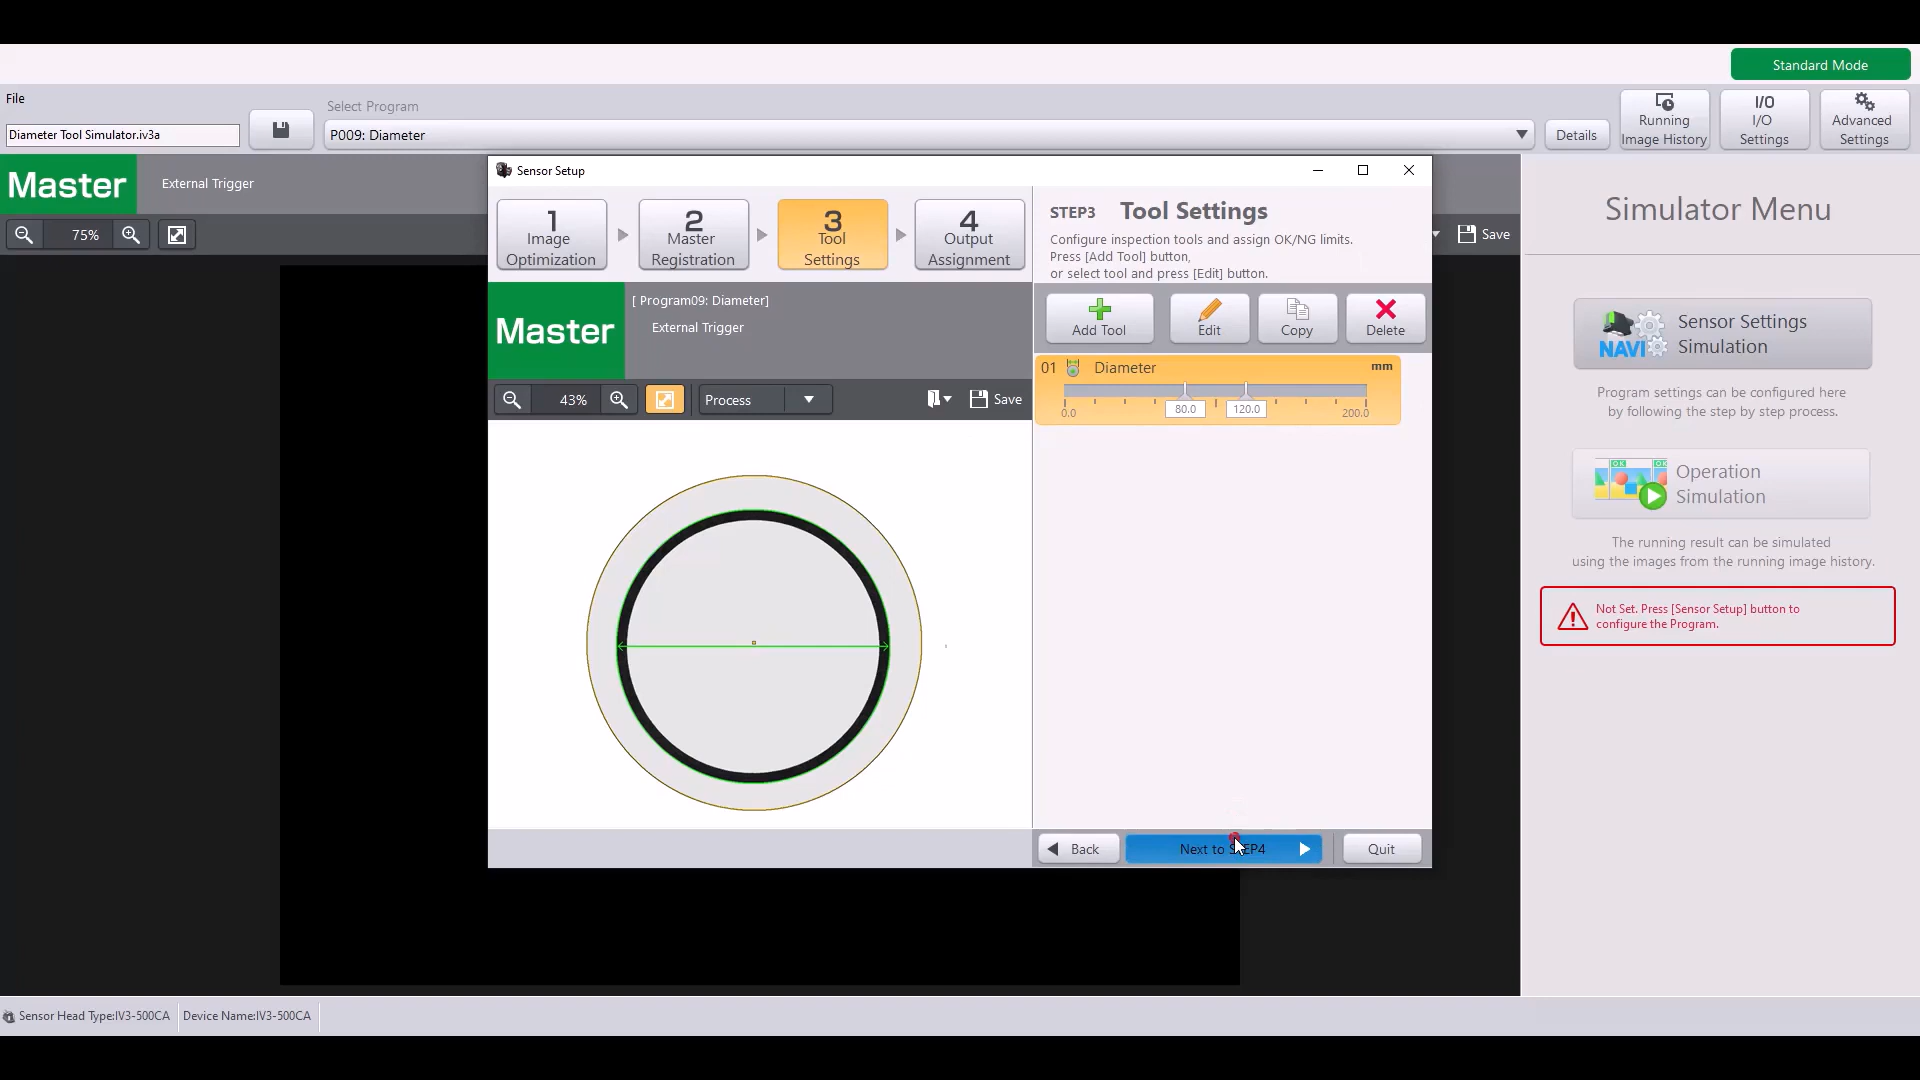 Standard Mode
File
Select Program
Diameter Tool Simulator.iv3a
P009: Diameter
Details
Running
Image History
I/O
I/O
Settings
Advanced
Settings
Master
External Trigger
75%
Save
Sensor Setup
1
Image
Optimization
2
Master
Registration
3
Tool
Settings
4
Output
Assignment
STEP3 Tool Settings
Configure inspection tools and assign OK/NG limits.
Press [Add Tool] button,
or select tool and press [Edit] button.
Master
[ Program09: Diameter]
External Trigger
Add Tool
Edit
Copy
Delete
43%
Process
Save
01 Diameter mm
0.0 80.0 120.0 200.0
Back
Next to STEP4
Quit
Simulator Menu
NAVI
Sensor Settings
Simulation
Program settings can be configured here
by following the step by step process.
OK
Operation
Simulation
The running result can be simulated
using the images from the running image history.
Not Set. Press [Sensor Setup] button to
configure the Program.
Sensor Head Type:IV3-500CA
Device Name:IV3-500CA